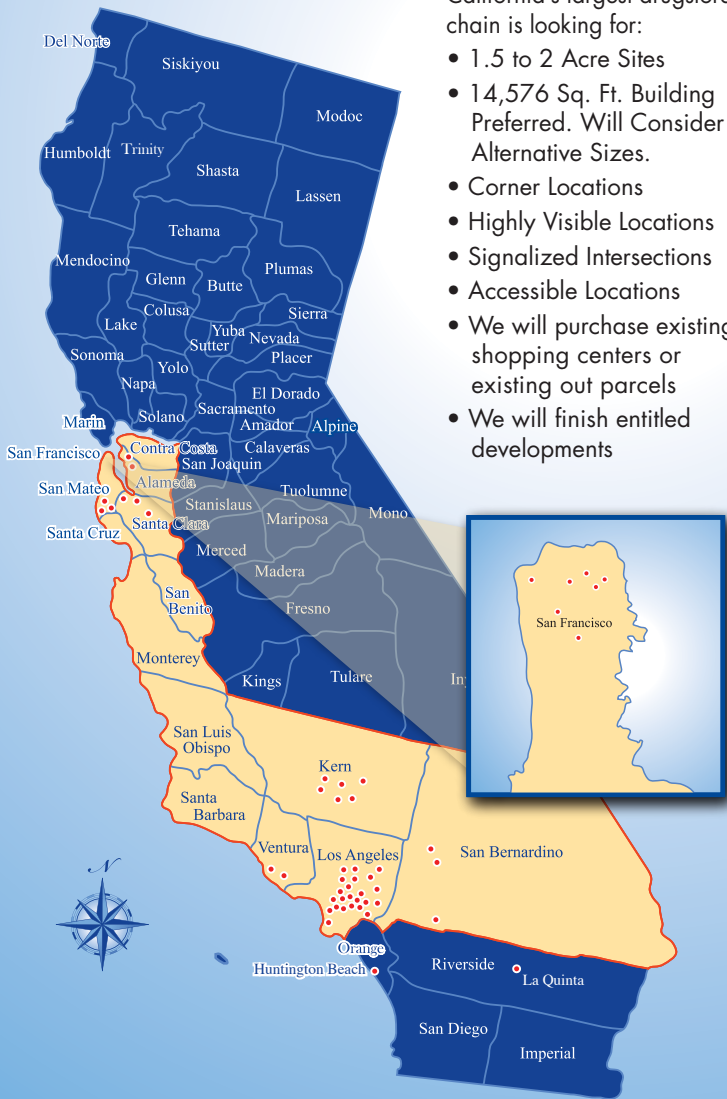 chain is looking for:
• 1.5 to 2 Acre Sites
• 14,576 Sq. Ft. Building
Preferred. Will Consider
Alternative Sizes.
• Corner Locations
• Highly Visible Locations
• Signalized Intersections
• Accessible Locations
• We will purchase existing
shopping centers or
existing out parcels
• We will finish entitled
developments
Del Norte
Siskiyou
Modoc
Humboldt
Trinity
Shasta
Lassen
Tehama
Mendocino
Glenn
Butte
Plumas
Colusa
Lake
Sierra
Yuba
Sutter
Nevada
Sonoma
Placer
Yolo
Napa
El Dorado
Sacramento
Solano
Amador
Marin
Alpine
San Francisco
Contra Costa
Calaveras
San Joaquin
San Mateo
Alameda
Tuolumne
Stanislaus
Mono
Santa Cruz
Santa Clara
Mariposa
Merced
Madera
San
Benito
Fresno
San Francisco
Monterey
Kings
Tulare
San Luis
Obispo
Kern
Santa
Barbara
Ventura
Los Angeles
San Bernardino
N
Orange
Huntington Beach
Riverside
La Quinta
San Diego
Imperial